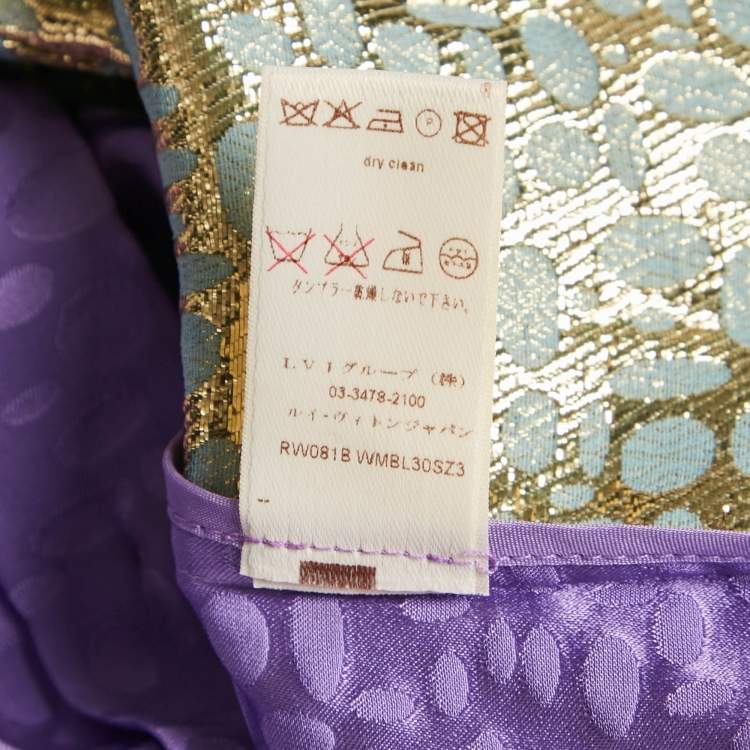 P
dry clean
タンブラー乾燥しないで下さい。
LVJグループ(株)
03-3478-2100
ルイ・ヴィトンジャパン
RW081B WMBL30SZ3